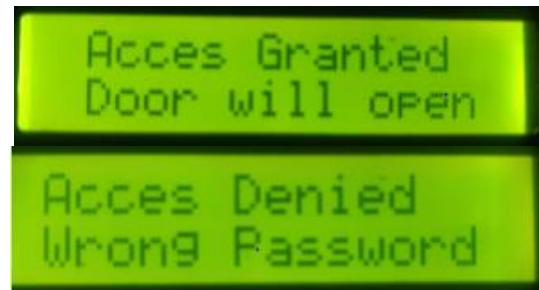 Acces Granted
Door will open
Acces Denied
Wrong Password